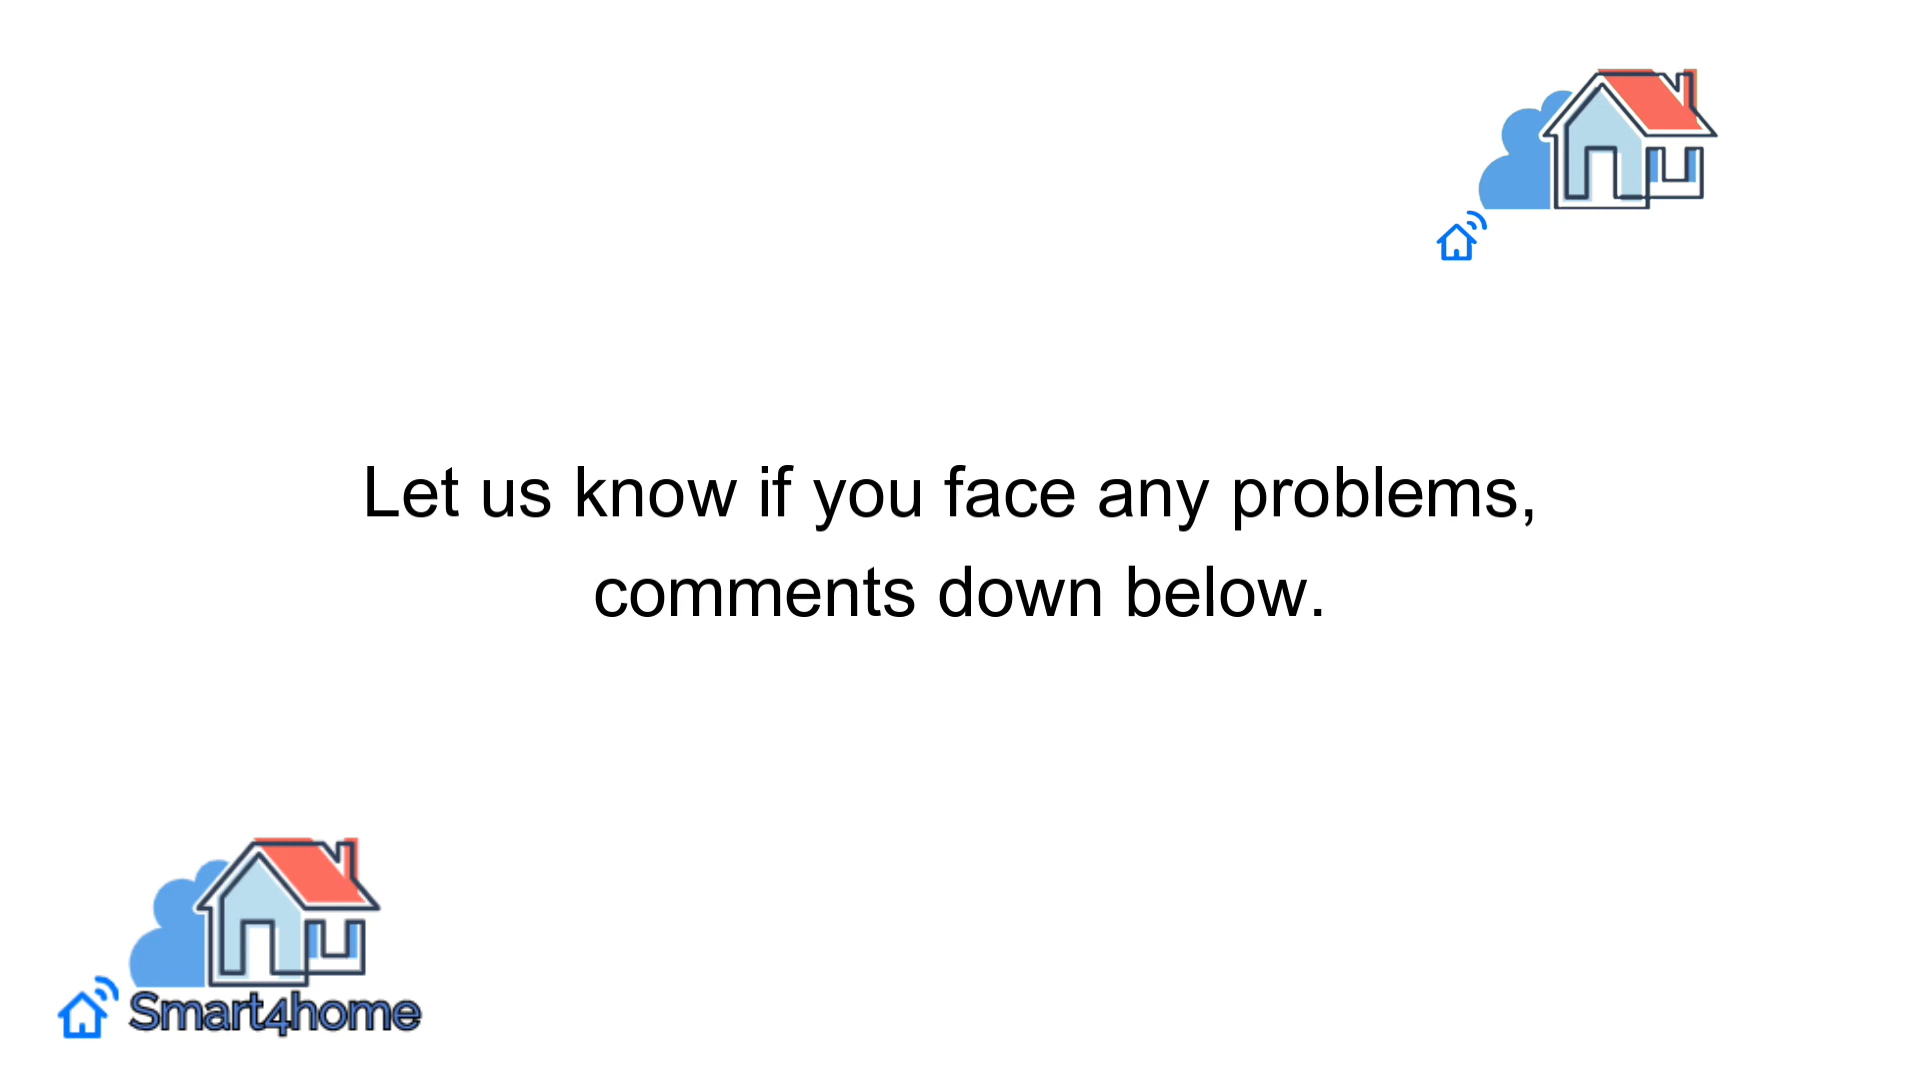 Let us know if you face any problems,
comments down below.
Smart4home